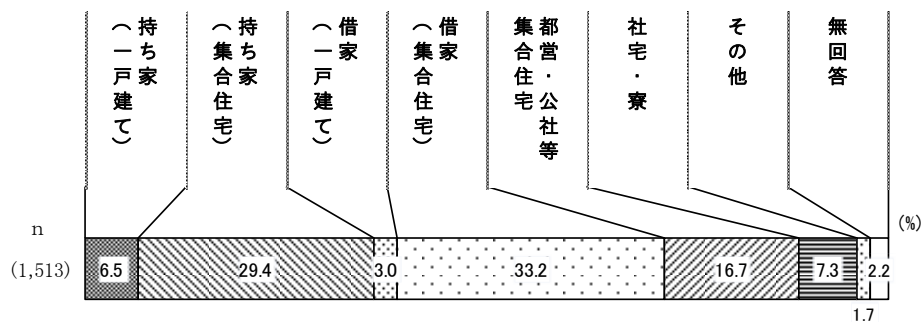 持ち家
（一戸建て）
持ち家
（集合住宅）
借家
（一戸建て）
借家
（集合住宅）
都営・公社等
集合住宅
社宅・寮
その他
無回答
(%)
n
(1,513)
6.5
29.4
3.0
33.2
16.7
7.3
1.7
2.2